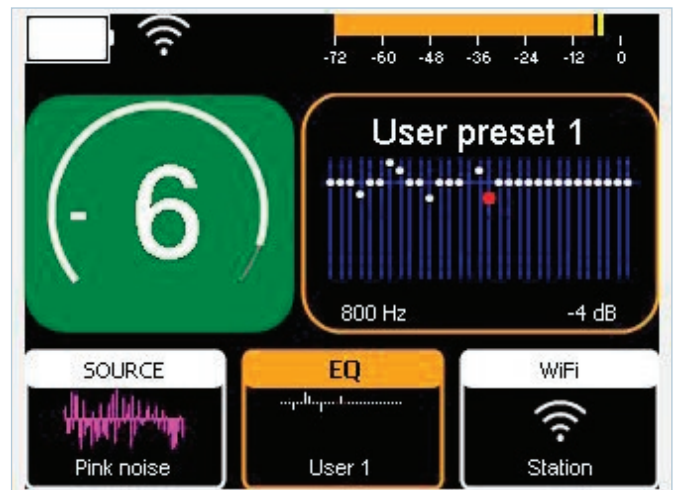 -72 -60 -48 -36 -24 -12 0
User preset 1
- 6
800 Hz -4 dB
SOURCE EQ WiFi
Pink noise User 1 Station